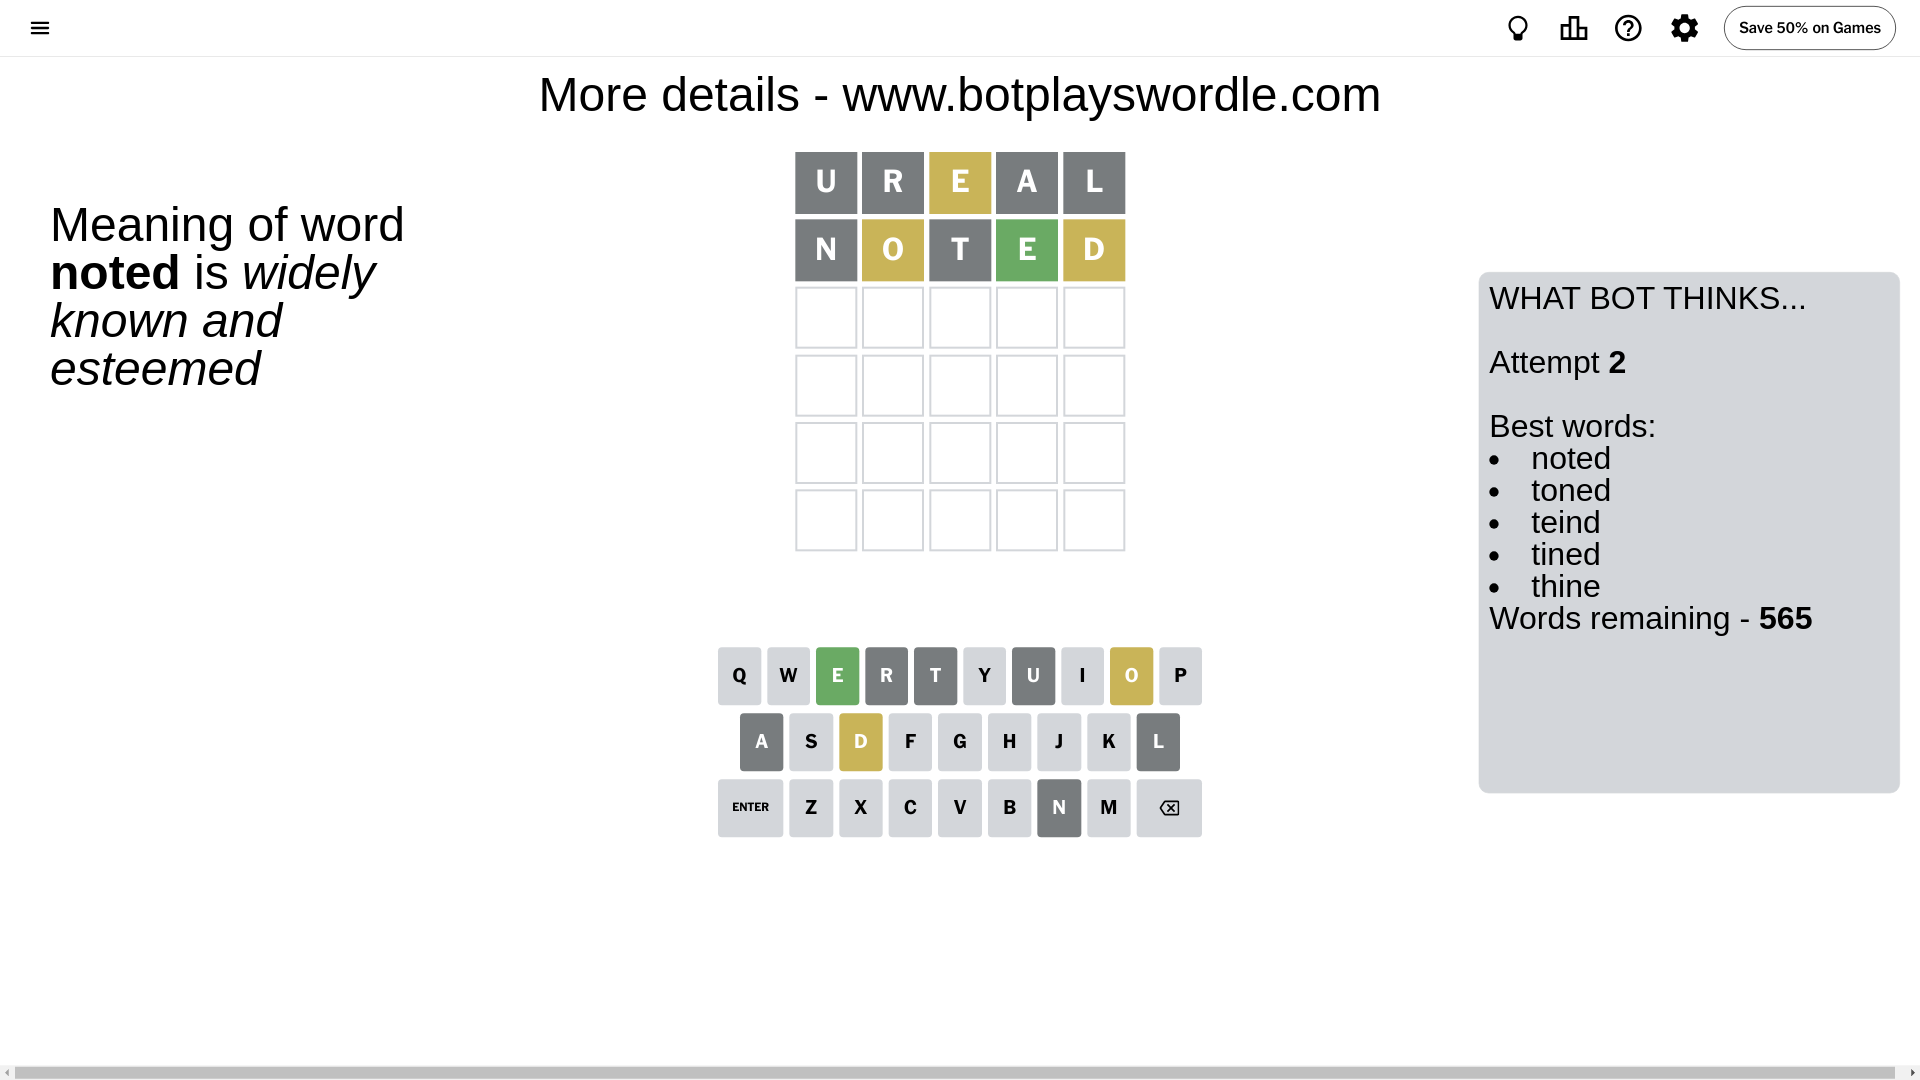 Save 50% on Games
More details - www.botplayswordle.com
U R E A L
N O T E D
Meaning of word
noted is widely
known and
esteemed
WHAT BOT THINKS...
Attempt 2
Best words:
• noted
• toned
• teind
• tined
• thine
Words remaining - 565
Q W E R T Y U I O P
A S D F G H J K L
ENTER Z X C V B N M